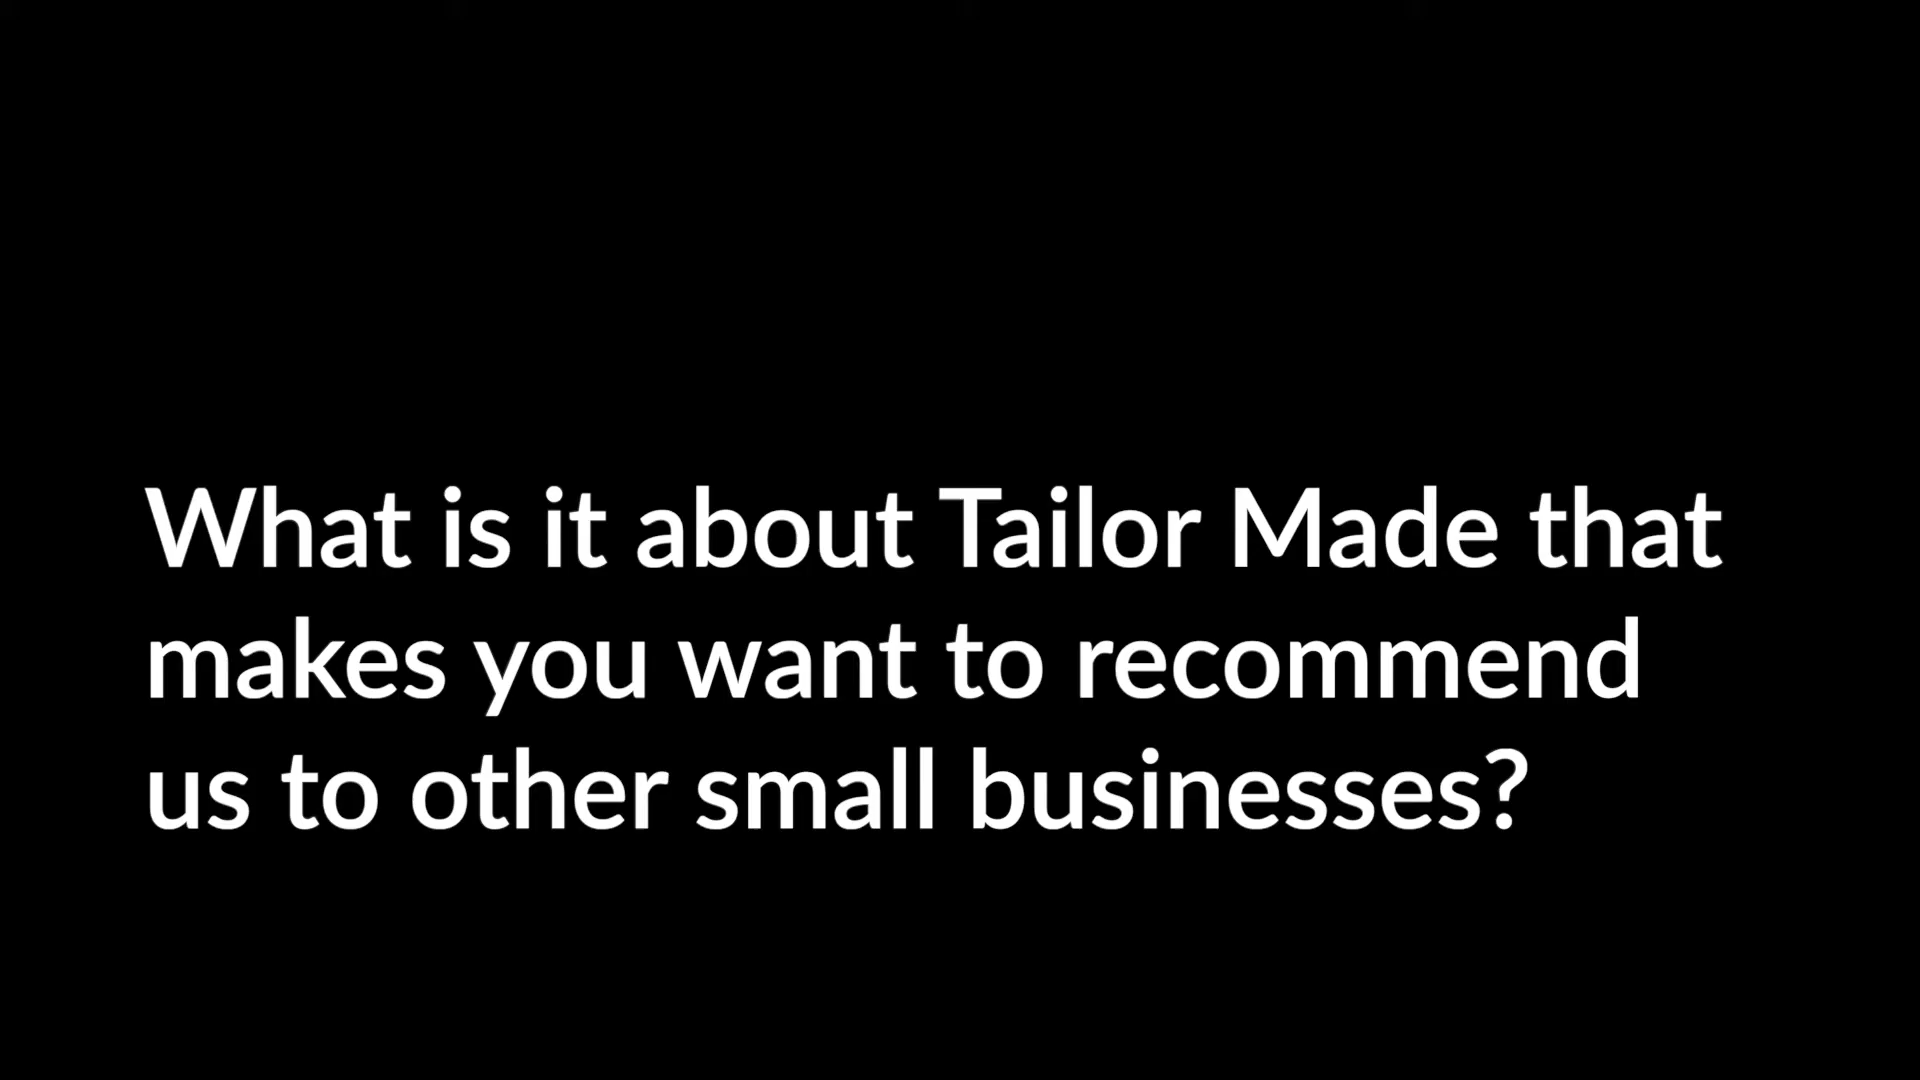 What is it about Tailor Made that
makes you want to recommend
us to other small businesses?